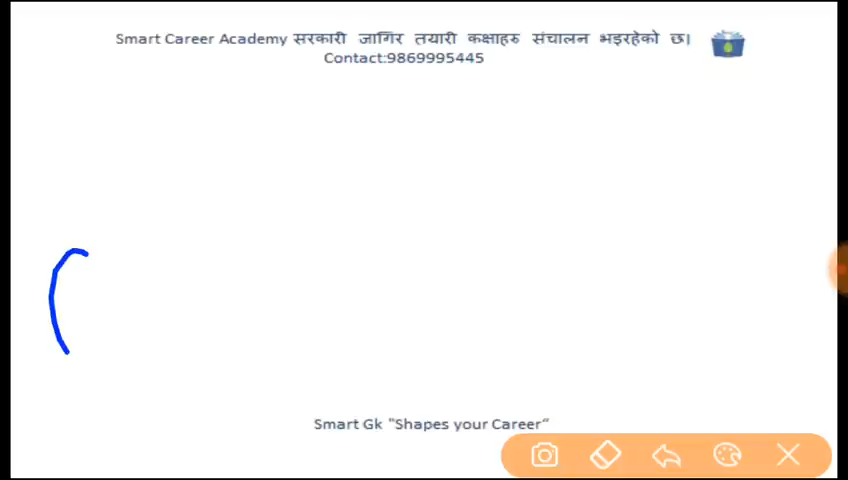 Smart Career Academy सरकारी जागिर तयारी कक्षाहरु संचालन भइरहेको छ।
Contact:9869995445
Smart Gk "Shapes your Career“